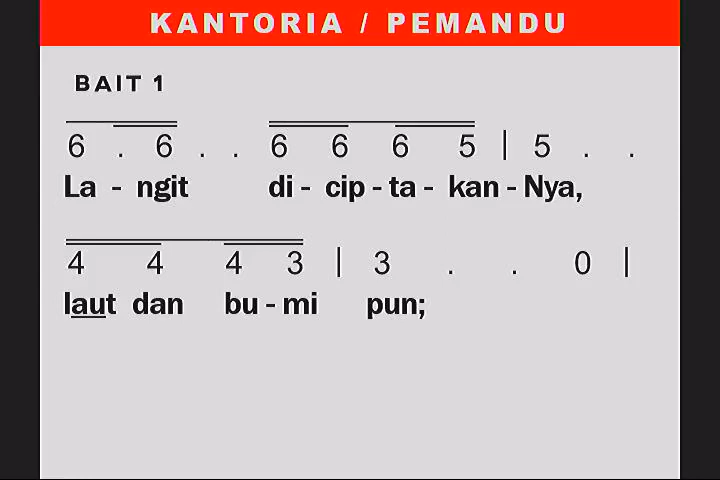 KANTORIA / PEMANDU
BAIT 1
6 . 6 . . 6 6 6 5 | 5 . .
La - ngit di - cip - ta - kan - Nya,
4 4 4 3 | 3 . . 0 |
laut dan bu - mi pun;